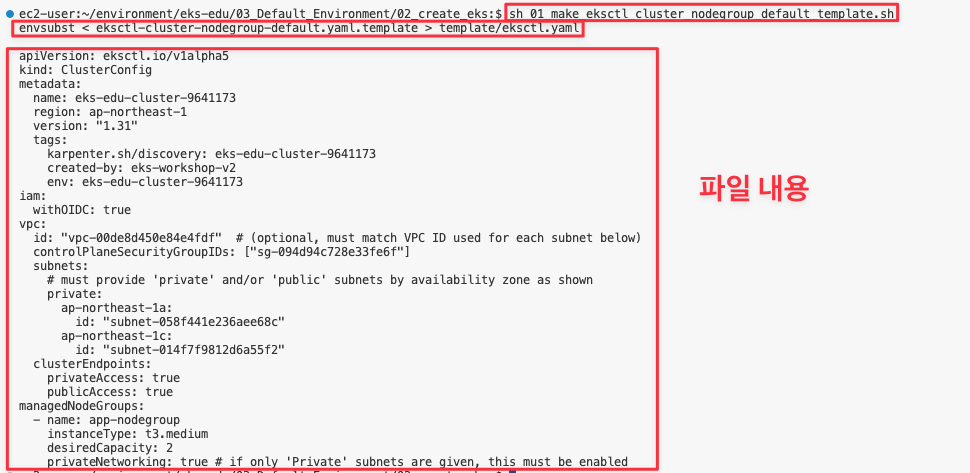 ec2-user:~/environment/eks-edu/03_Default_Environment/02_create_eks:$ sh 01_make_eksctl_cluster_nodegroup_default_template.sh
envsubst < eksctl-cluster-nodegroup-default.yaml.template > template/eksctl.yaml
apiVersion: eksctl.io/v1alpha5
kind: ClusterConfig
metadata:
  name: eks-edu-cluster-9641173
  region: ap-northeast-1
  version: "1.31"
  tags:
    karpenter.sh/discovery: eks-edu-cluster-9641173
    created-by: eks-workshop-v2
    env: eks-edu-cluster-9641173
iam:
  withOIDC: true
vpc:
  id: "vpc-00de8d450e84e4fdf"  # (optional, must match VPC ID used for each subnet below)
  controlPlaneSecurityGroupIDs: ["sg-094d94c728e33fe6f"]
  subnets:
    # must provide 'private' and/or 'public' subnets by availability zone as shown
    private:
      ap-northeast-1a:
        id: "subnet-058f441e236aee68c"
      ap-northeast-1c:
        id: "subnet-014f7f9812d6a55f2"
  clusterEndpoints:
    privateAccess: true
    publicAccess: true
managedNodeGroups:
  - name: app-nodegroup
    instanceType: t3.medium
    desiredCapacity: 2
    privateNetworking: true # if only 'Private' subnets are given, this must be enabled
파일 내용